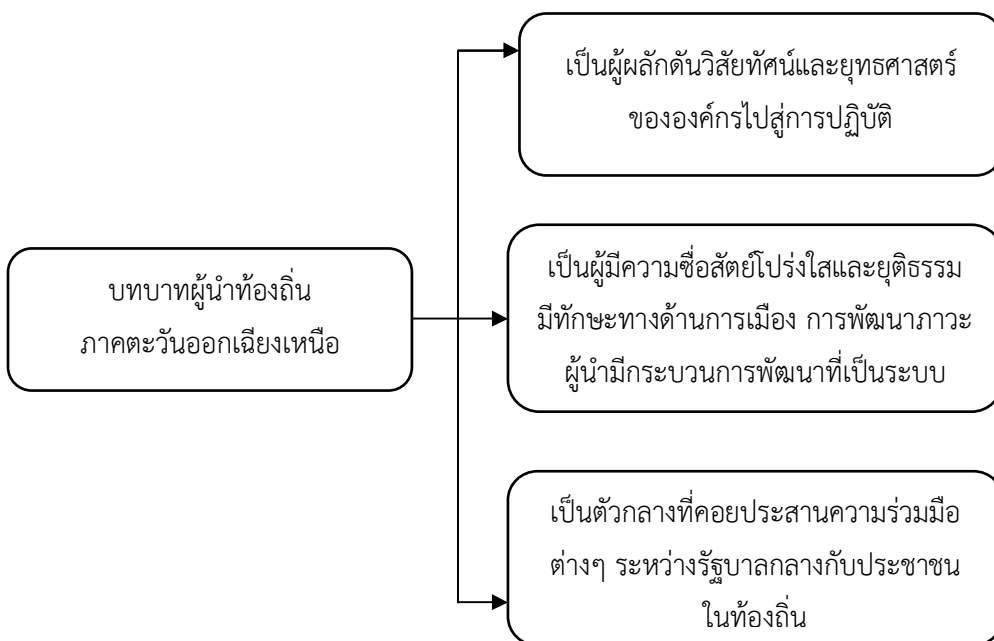 เป็นผู้ผลักดันวิสัยทัศน์และยุทธศาสตร์
ขององค์กรไปสู่การปฏิบัติ
บทบาทผู้นำท้องถิ่น
ภาคตะวันออกเฉียงเหนือ
เป็นผู้มีความซื่อสัตย์โปร่งใสและยุติธรรม
มีทักษะทางด้านการเมือง การพัฒนาภาวะ
ผู้นำมีกระบวนการพัฒนาที่เป็นระบบ
เป็นตัวกลางที่คอยประสานความร่วมมือ
ต่างๆ ระหว่างรัฐบาลกลางกับประชาชน
ในท้องถิ่น